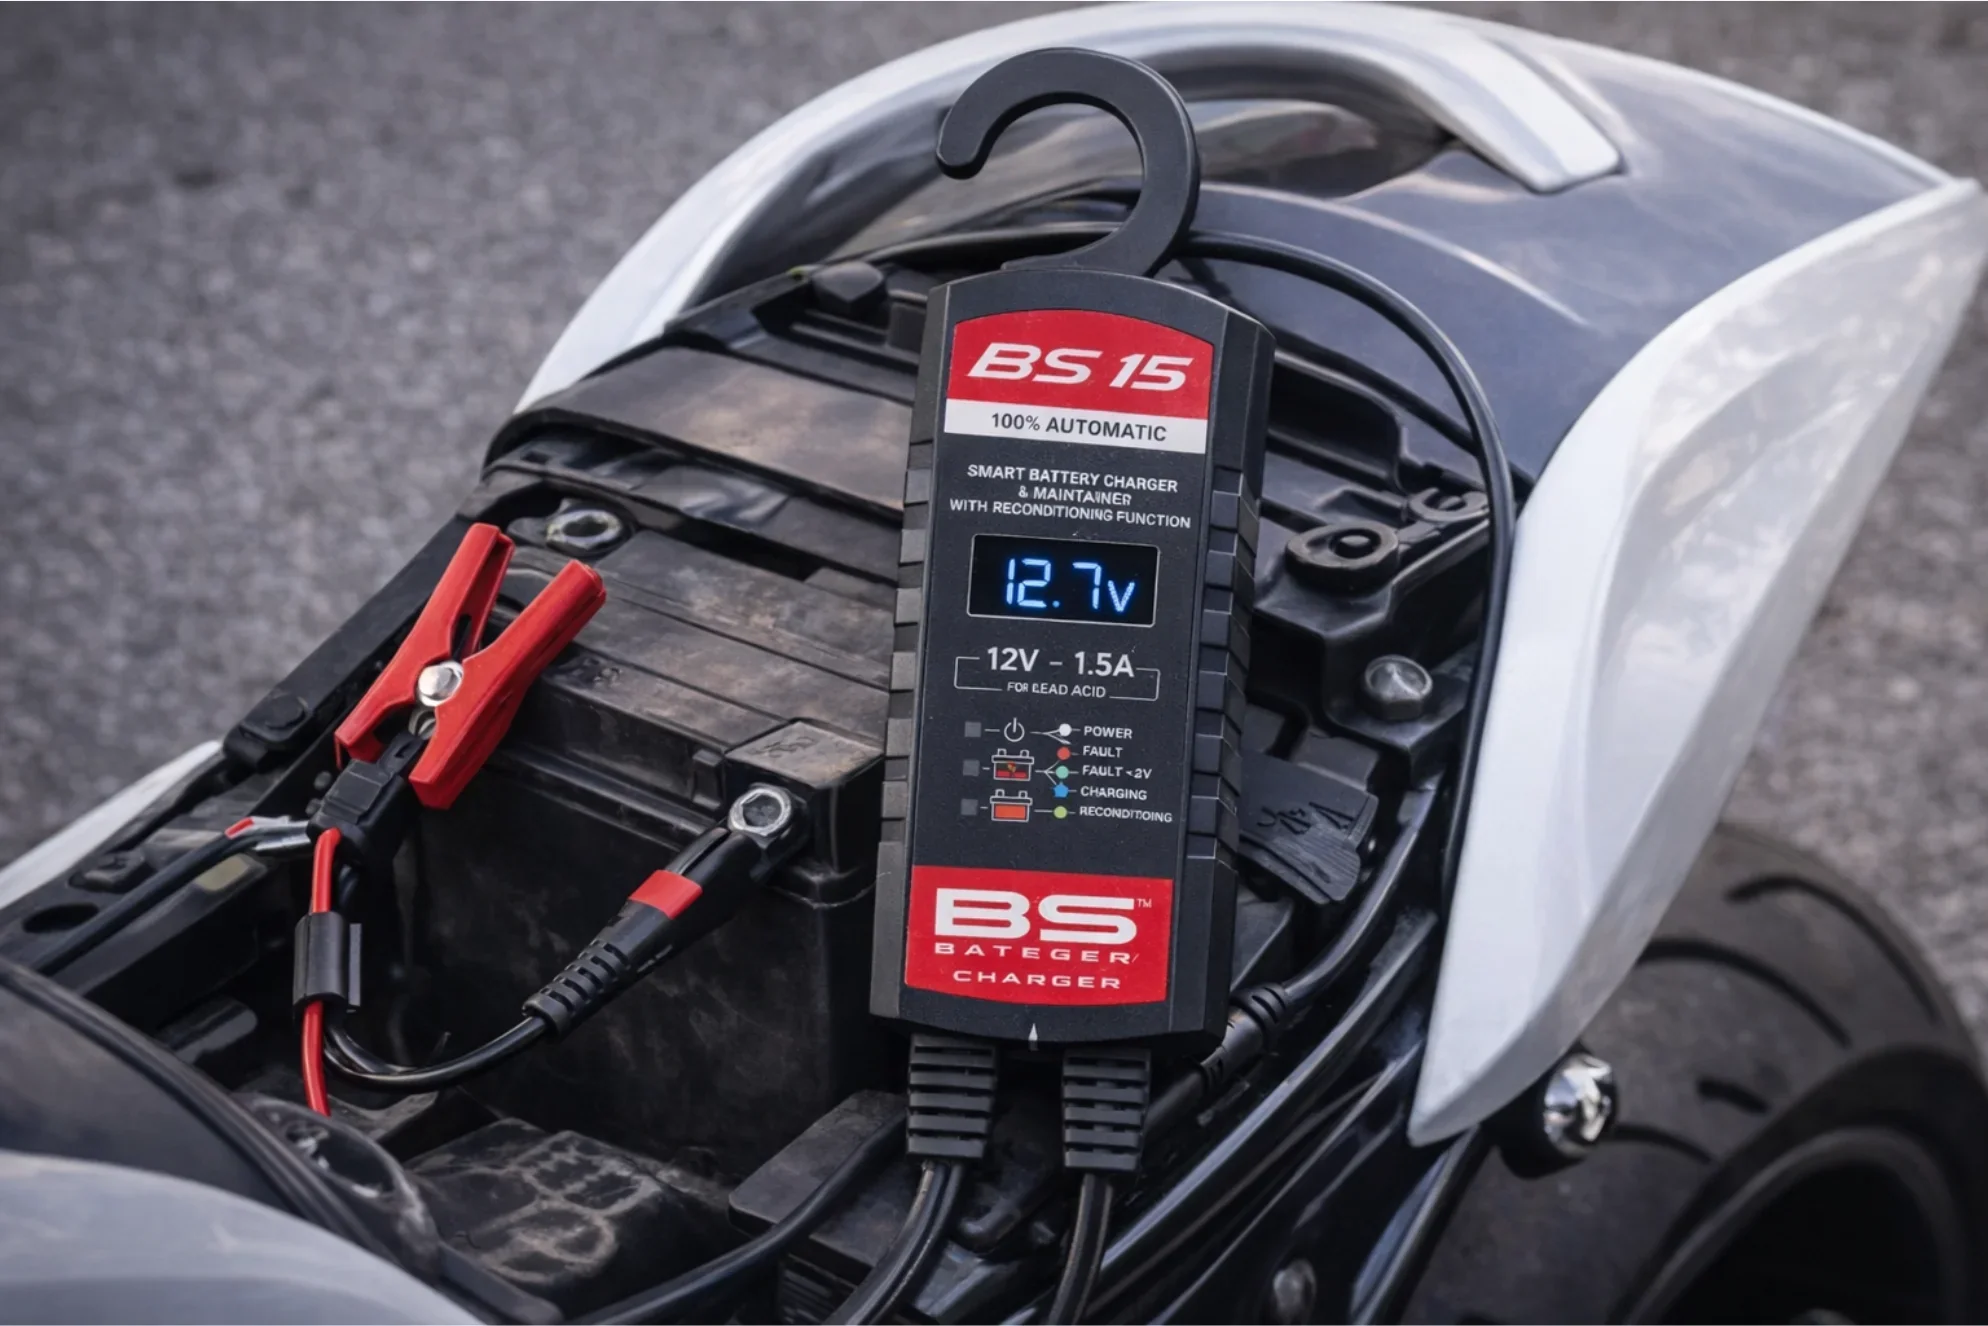 BS 15
100% AUTOMATIC
SMART BATTERY CHARGER
& MAINTAINER
WITH RECONDITIONING FUNCTION
12.7v
12V - 1.5A
FOR LEAD ACID
POWER
FAULT
FAULT <2V
CHARGING
RECONDITIOING
BS™
BATEGER
CHARGER